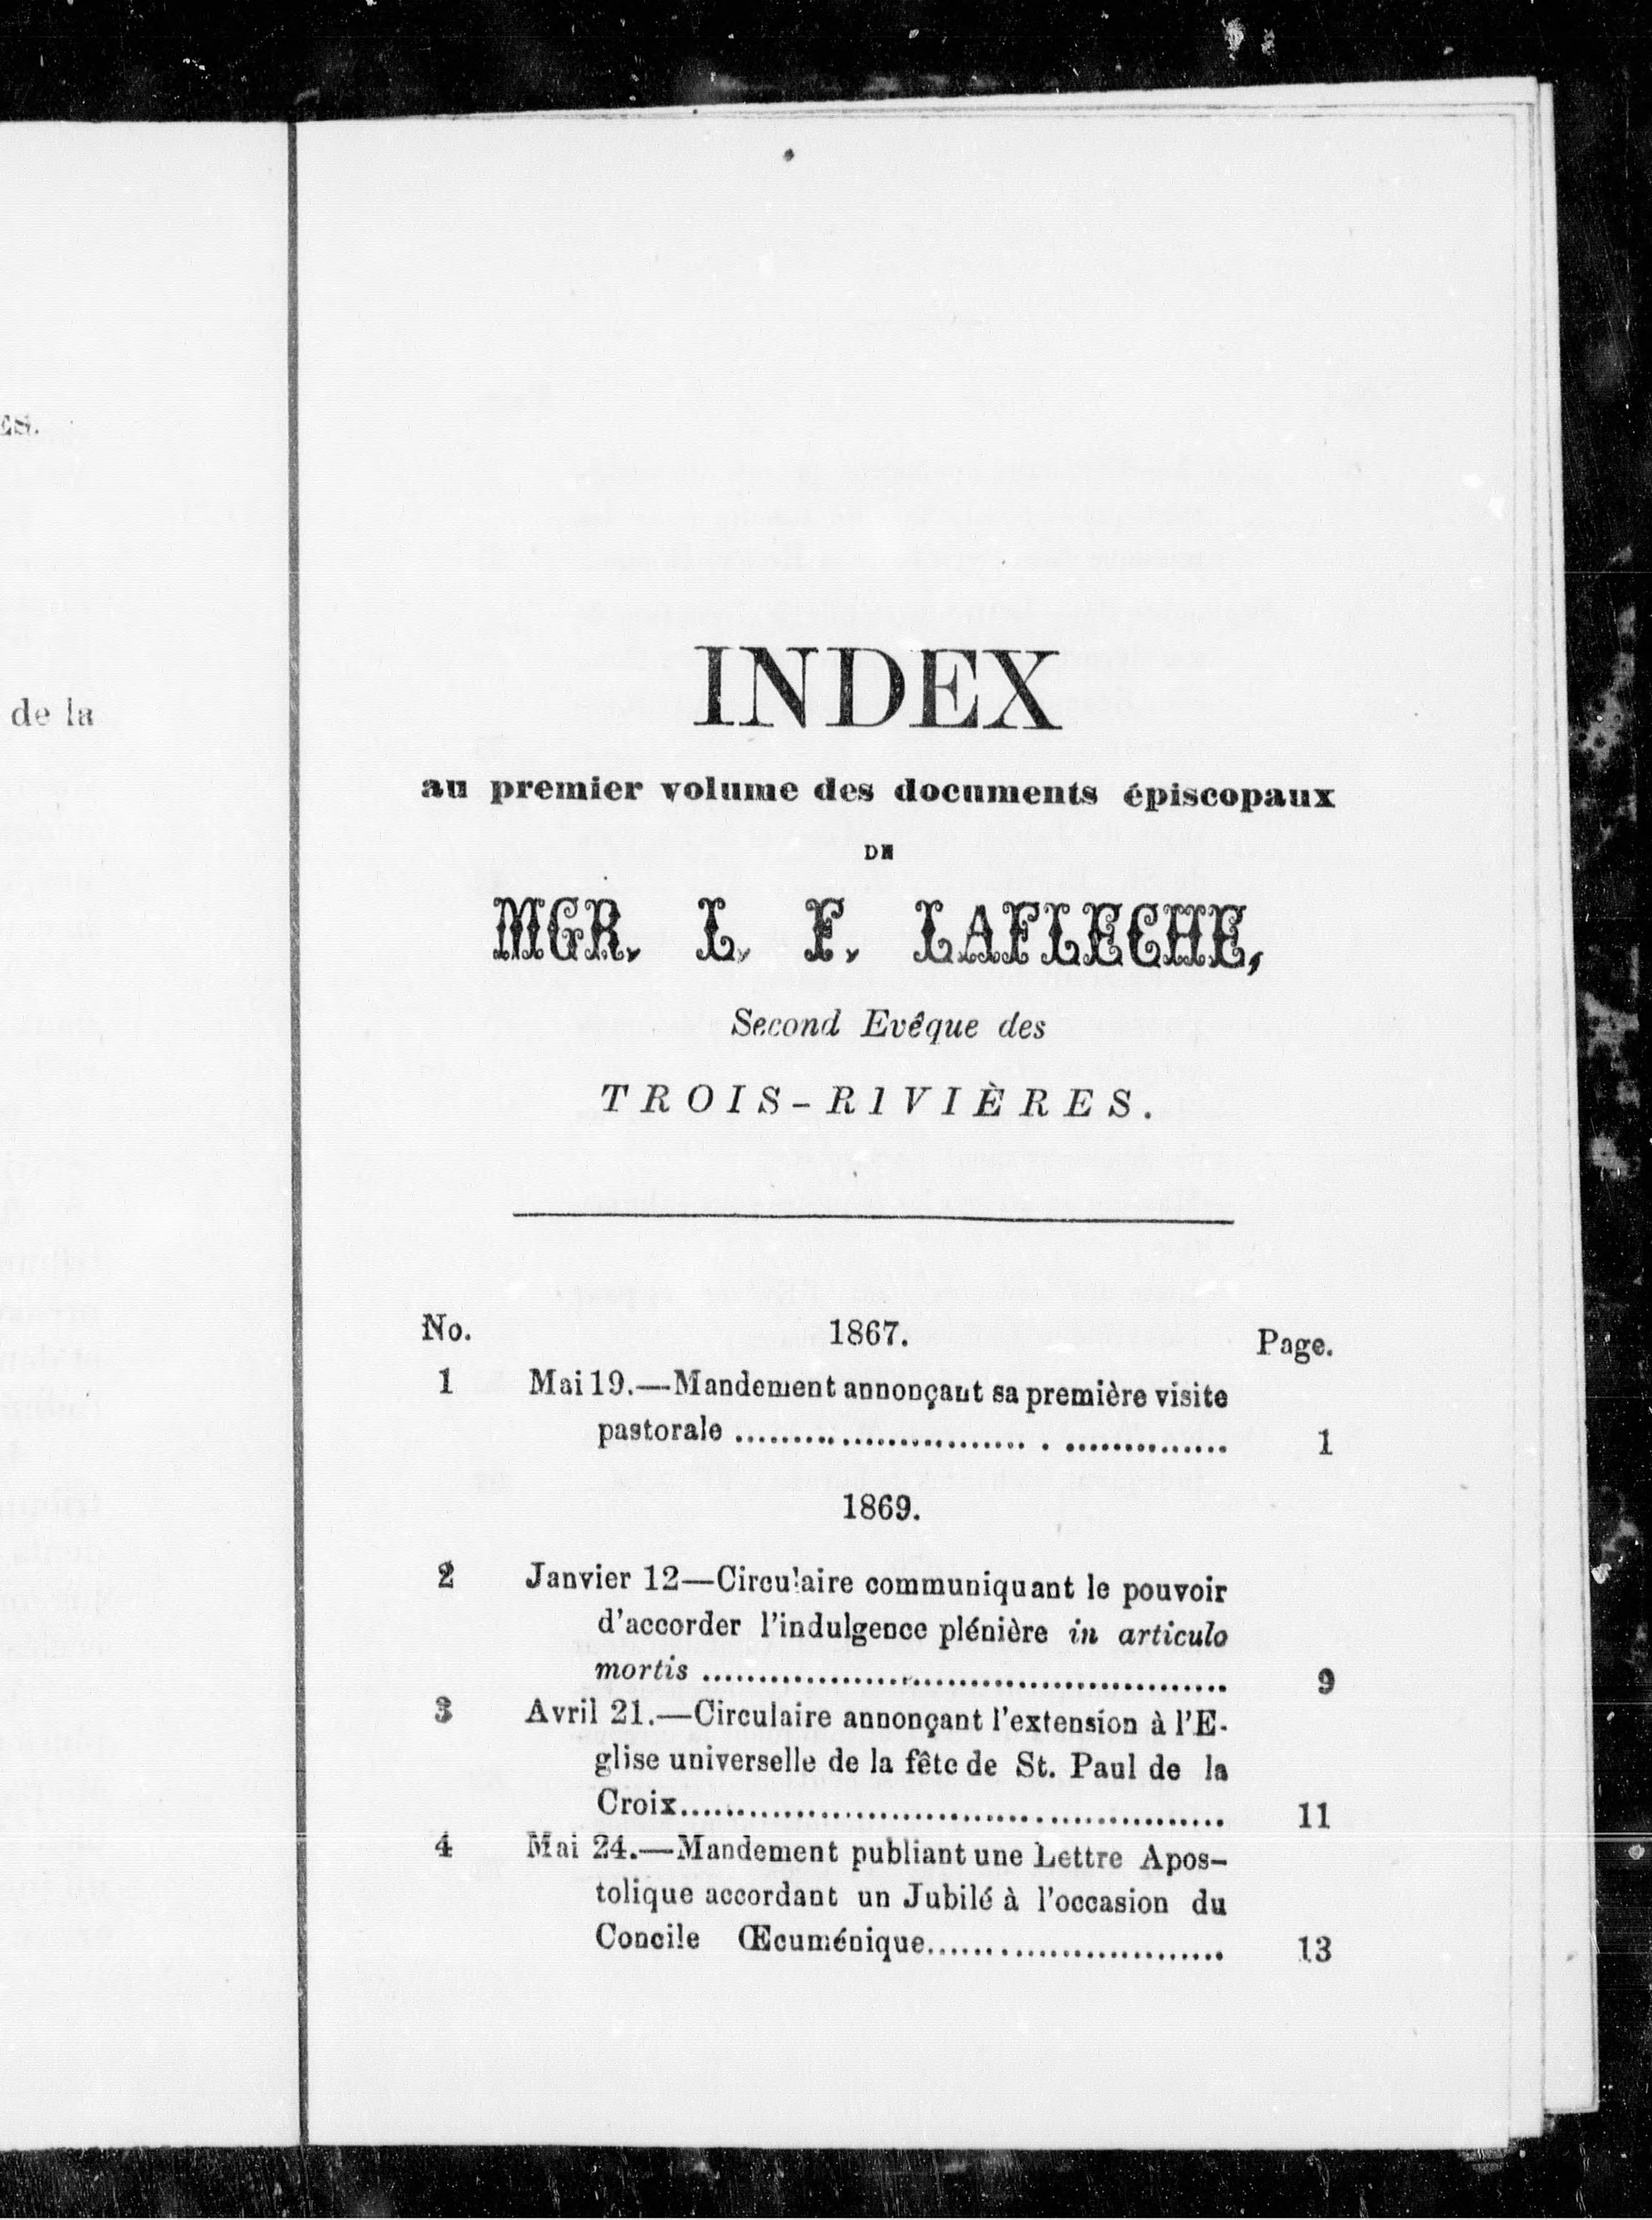 ES.
de la
INDEX
au premier volume des documents épiscopaux
DE
MGR. L. F. LAFLECHE,
Second Evêque des
TROIS-RIVIÈRES.
No. 1867. Page.
1 Mai 19.—Mandement annonçant sa première visite
pastorale .......................... . ............... 1
1869.
2 Janvier 12—Circulaire communiquant le pouvoir
d'accorder l'indulgence plénière in articulo
mortis ............................................... 9
3 Avril 21.—Circulaire annonçant l'extension à l'E-
glise universelle de la fête de St. Paul de la
Croix................................................. 11
4 Mai 24.—Mandement publiant une Lettre Apos-
tolique accordant un Jubilé à l'occasion du
Concile Œcuménique........................... 13